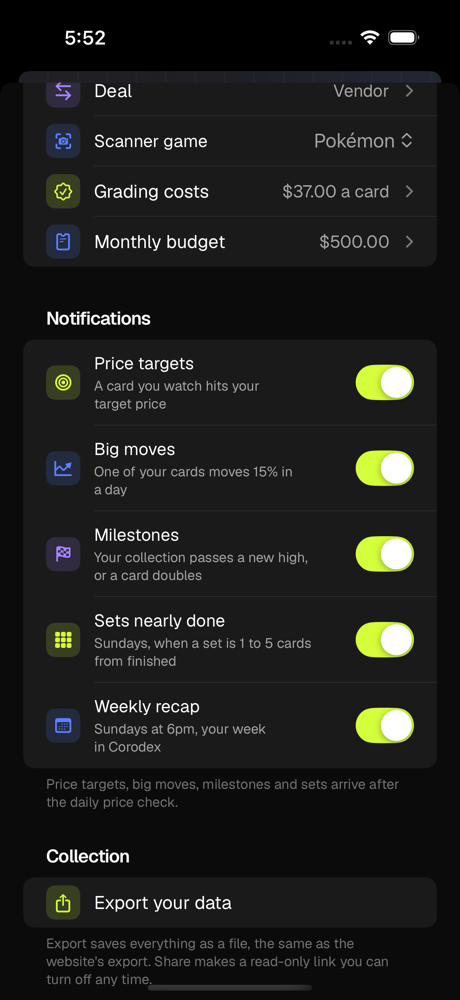 5:52
Deal
Vendor
Scanner game
Pokémon
Grading costs
$37.00 a card
Monthly budget
$500.00
Notifications
Price targets
A card you watch hits your
target price
Big moves
One of your cards moves 15% in
a day
Milestones
Your collection passes a new high,
or a card doubles
Sets nearly done
Sundays, when a set is 1 to 5 cards
from finished
Weekly recap
Sundays at 6pm, your week
in Corodex
Price targets, big moves, milestones and sets arrive after
the daily price check.
Collection
Export your data
Export saves everything as a file, the same as the
website's export. Share makes a read-only link you can
turn off any time.